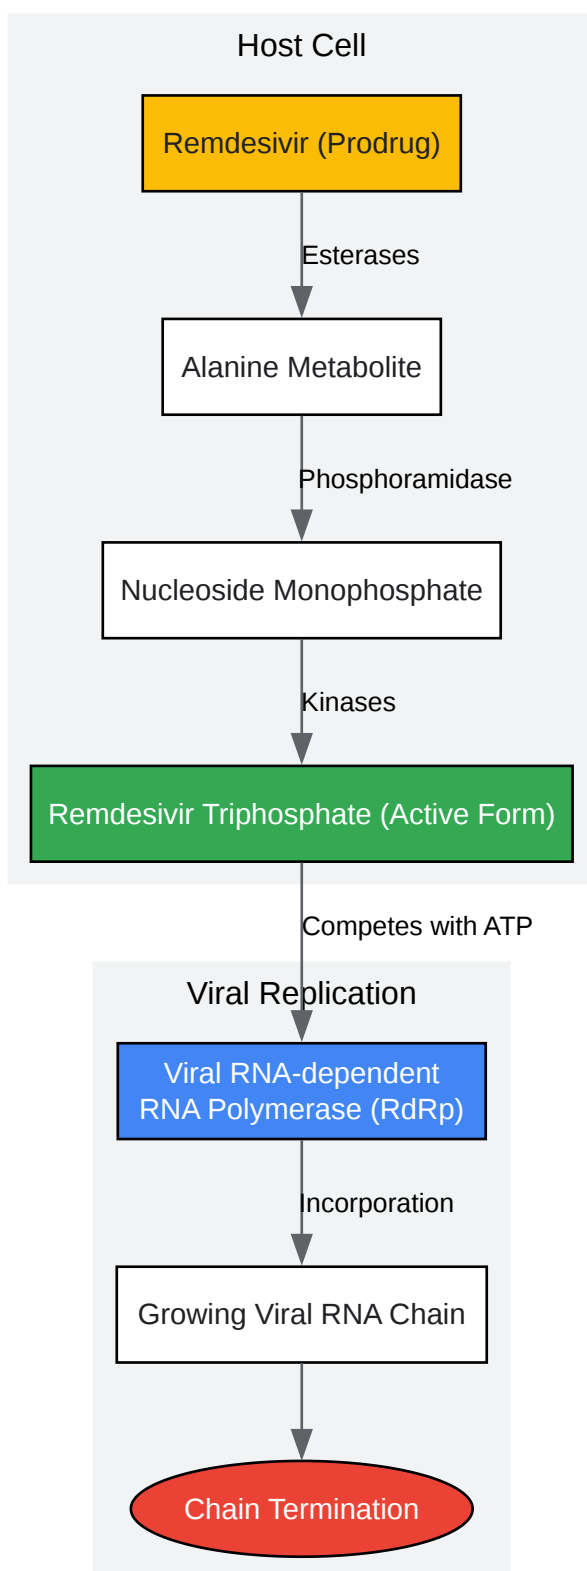 Host Cell
Remdesivir (Prodrug)
Esterases
Alanine Metabolite
Phosphoramidase
Nucleoside Monophosphate
Kinases
Remdesivir Triphosphate (Active Form)
Competes with ATP
Viral Replication
Viral RNA-dependent
RNA Polymerase (RdRp)
Incorporation
Growing Viral RNA Chain
Chain Termination